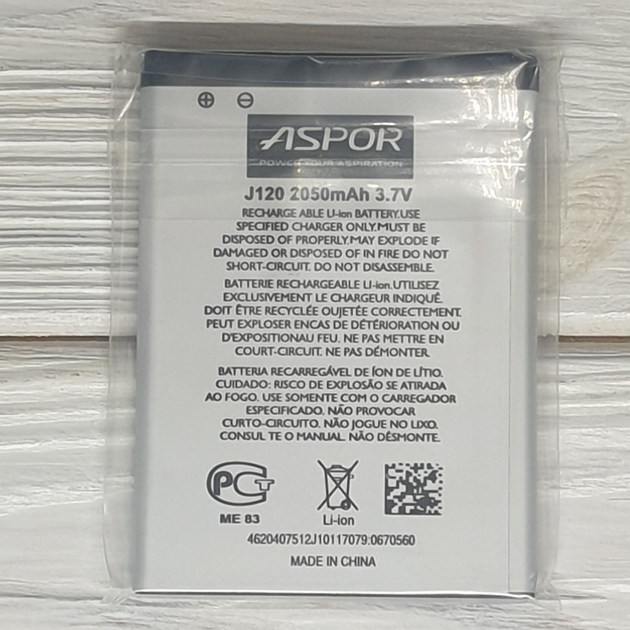 ASPOR
POWER YOUR ASPIRATION
J120 2050mAh 3.7V
RECHARGE ABLE Li-ion BATTERY.USE
SPECIFIED CHARGER ONLY.MUST BE
DISPOSED OF PROPERLY.MAY EXPLODE IF
DAMAGED OR DISPOSED OF IN FIRE DO NOT
SHORT-CIRCUIT. DO NOT DISASSEMBLE.
BATTERIE RECHARGEABLE LI-ion.UTILISEZ
EXCLUSIVEMENT LE CHARGEUR INDIQUÉ.
DOIT ÊTRE RECYCLÉE OUJETÉE CORRECTEMENT.
PEUT EXPLOSER ENCAS DE DÉTÉRIORATION OU
D'EXPOSITIONAU FEU. NE PAS METTRE EN
COURT-CIRCUIT. NE PAS DÉMONTER.
BATERIA RECARREGÁVEL DE ÍON DE LÍTIO.
CUIDADO: RISCO DE EXPLOSÃO SE ATIRADA
AO FOGO. USE SOMENTE COM O CARREGADOR
ESPECIFICADO. NÃO PROVOCAR
CURTO-CIRCUITO. NÃO JOGUE NO LIXO.
CONSUL TE O MANUAL. NÃO DÉSMONTE.
РСТ
ME 83
Li-ion
4620407512J10117079:0670560
MADE IN CHINA